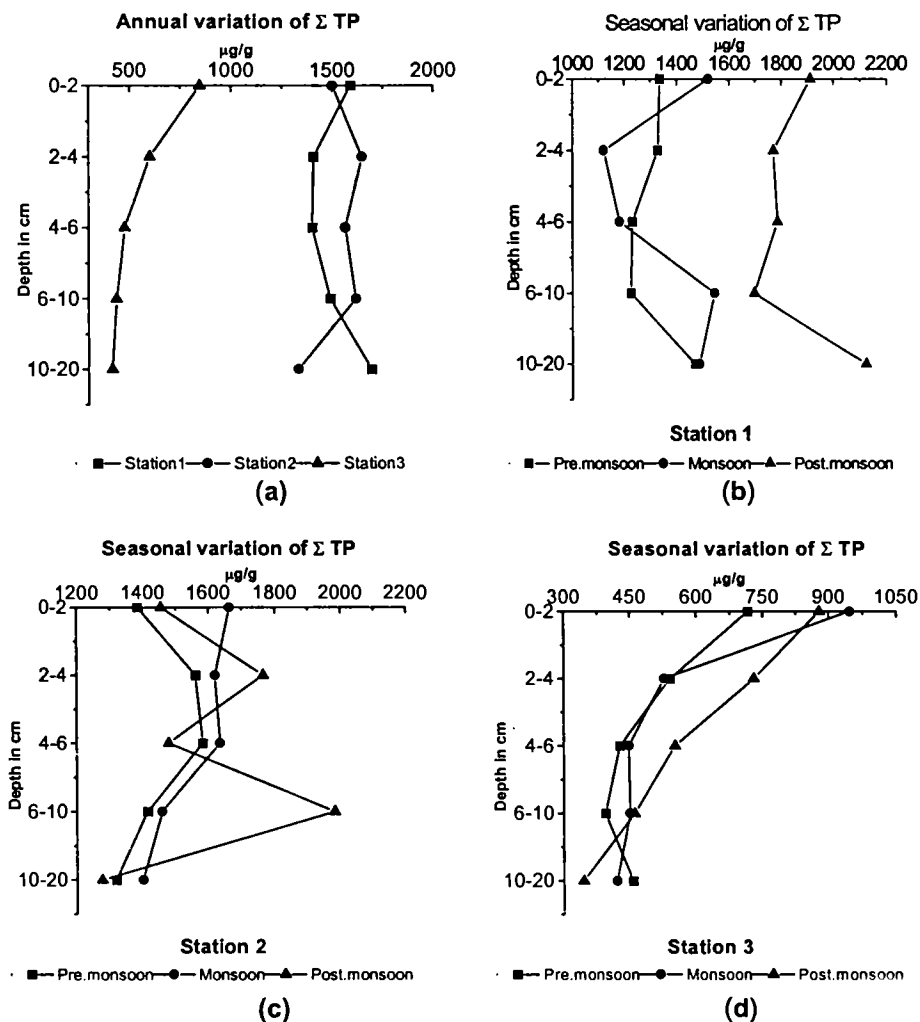 Annual variation of Σ TP
μg/g
500 1000 1500 2000
0-2
2-4
4-6
6-10
10-20
Depth in cm
Station1 Station2 Station3
(a)
Seasonal variation of Σ TP
μg/g
1000 1200 1400 1600 1800 2000 2200
0-2
2-4
4-6
6-10
10-20
Depth in cm
Station 1
Pre.monsoon Monsoon Post.monsoon
(b)
Seasonal variation of Σ TP
μg/g
1200 1400 1600 1800 2000 2200
0-2
2-4
4-6
6-10
10-20
Depth in cm
Station 2
Pre.monsoon Monsoon Post.monsoon
(c)
Seasonal variation of Σ TP
μg/g
300 450 600 750 900 1050
0-2
2-4
4-6
6-10
10-20
Depth in cm
Station 3
Pre.monsoon Monsoon Post.monsoon
(d)